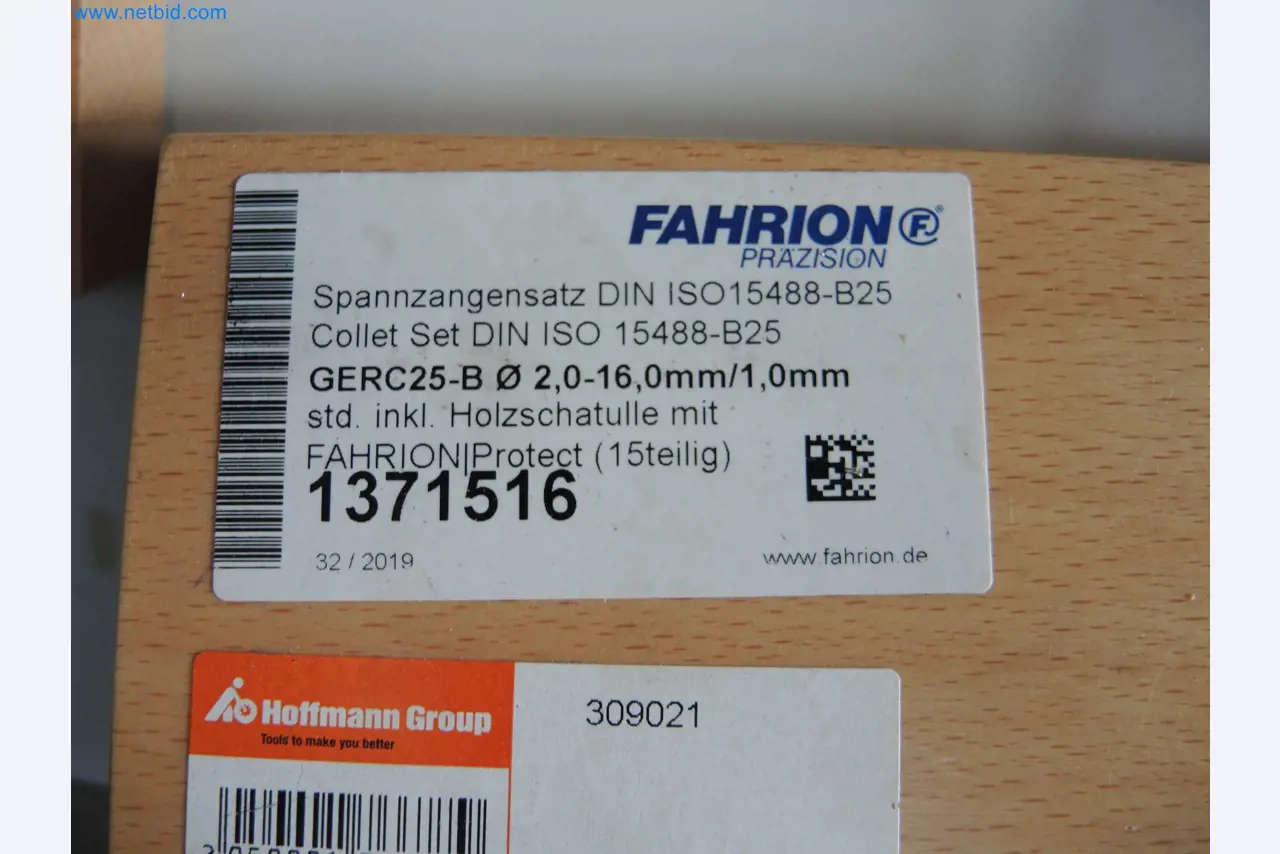 www.netbid.com
FAHRION F®
PRÄZISION
Spannzangensatz DIN ISO15488-B25
Collet Set DIN ISO 15488-B25
GERC25-B Ø 2,0-16,0mm/1,0mm
std. inkl. Holzschatulle mit
FAHRION|Protect (15teilig)
1371516
32 / 2019
www.fahrion.de
Hoffmann Group
Tools to make you better
309021